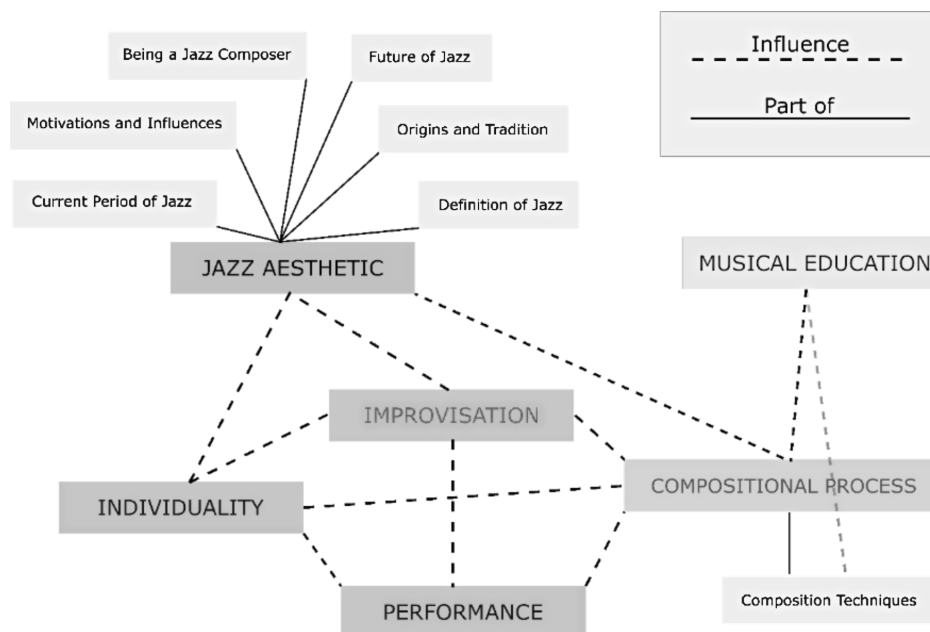 Being a Jazz Composer
Future of Jazz
Influence
Part of
Motivations and Influences
Origins and Tradition
Current Period of Jazz
Definition of Jazz
JAZZ AESTHETIC
MUSICAL EDUCATION
IMPROVISATION
INDIVIDUALITY
COMPOSITIONAL PROCESS
PERFORMANCE
Composition Techniques